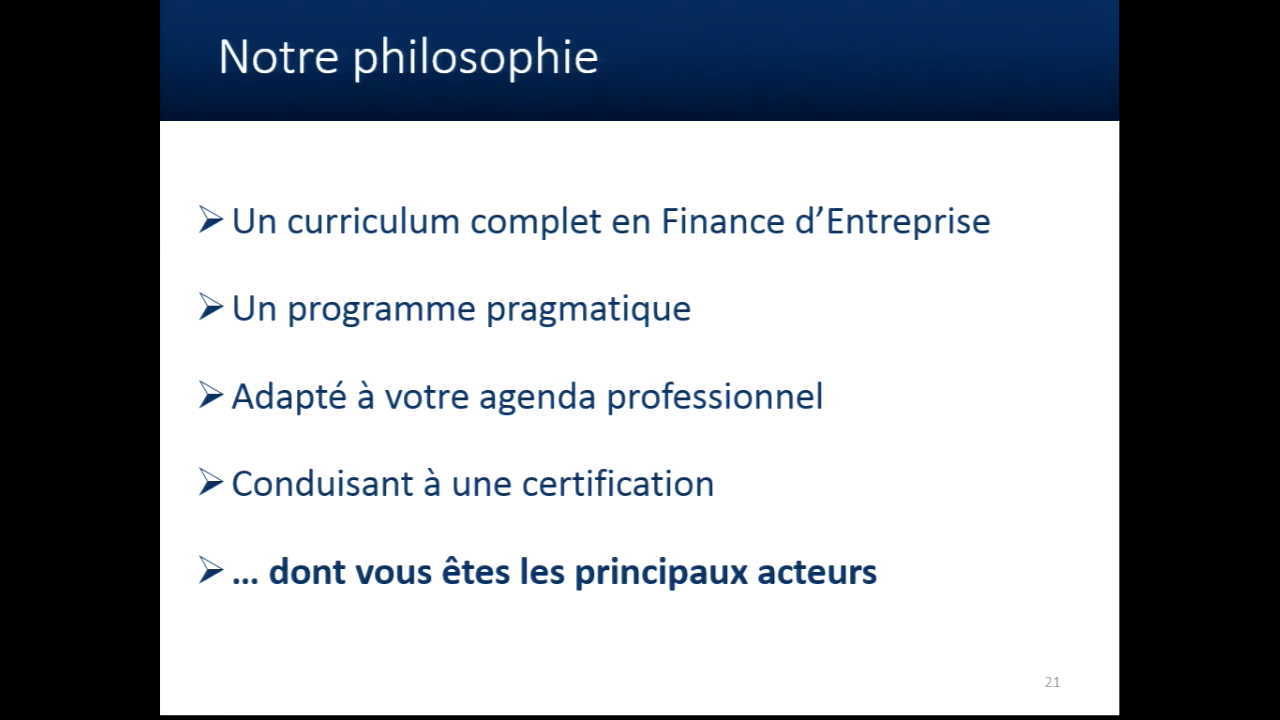 Notre philosophie
➢ Un curriculum complet en Finance d’Entreprise
➢ Un programme pragmatique
➢ Adapté à votre agenda professionnel
➢ Conduisant à une certification
➢ … dont vous êtes les principaux acteurs
21